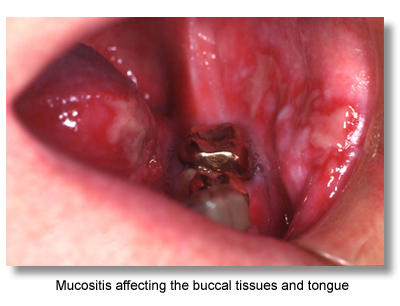 Mucositis affecting the buccal tissues and tongue